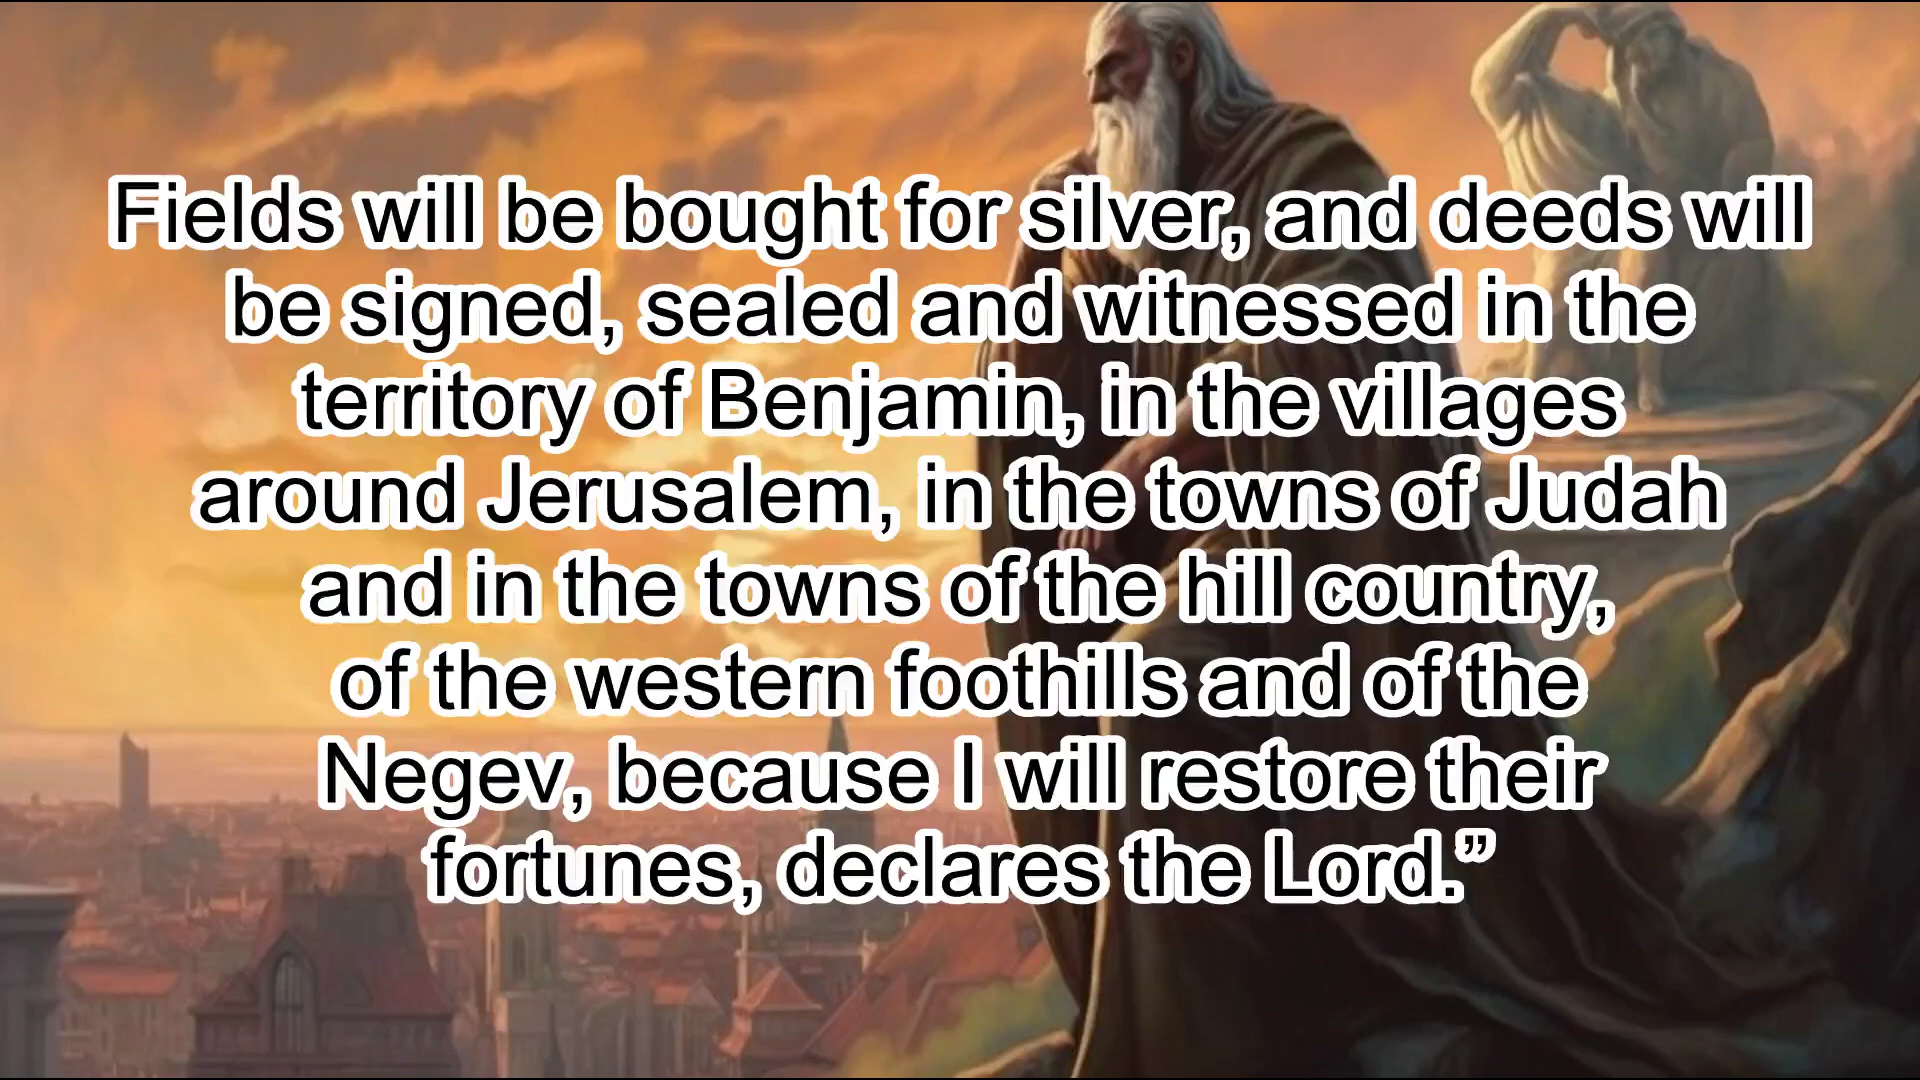 Fields will be bought for silver, and deeds will
be signed, sealed and witnessed in the
territory of Benjamin, in the villages
around Jerusalem, in the towns of Judah
and in the towns of the hill country,
of the western foothills and of the
Negev, because I will restore their
fortunes, declares the Lord.”